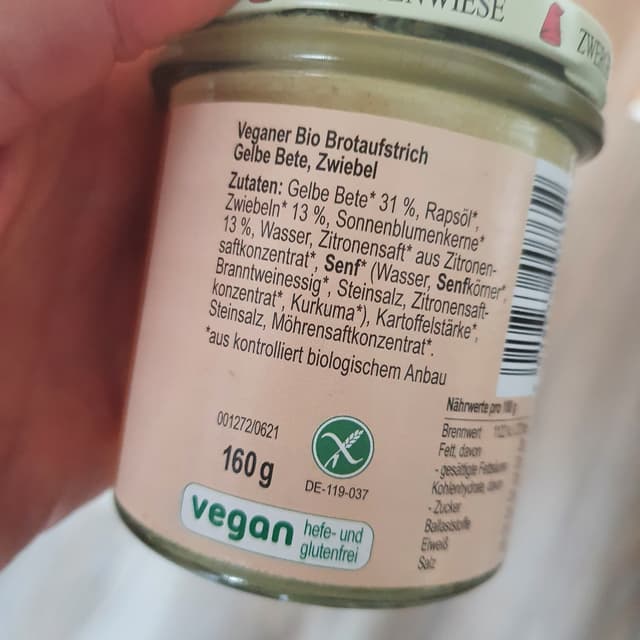 ENWIESE
ZWER
Veganer Bio Brotaufstrich
Gelbe Bete, Zwiebel
Zutaten: Gelbe Bete* 31 %, Rapsöl*,
Zwiebeln* 13 %, Sonnenblumenkerne*
13 %, Wasser, Zitronensaft* aus Zitronen-
saftkonzentrat*, Senf* (Wasser, Senfkörner*,
Branntweinessig*, Steinsalz, Zitronensaft-
konzentrat*, Kurkuma*), Kartoffelstärke*,
Steinsalz, Möhrensaftkonzentrat*.
*aus kontrolliert biologischem Anbau
001272/0621
160 g
DE-119-037
vegan
hefe- und
glutenfrei
Nährwerte pro 100 g
Brennwert
Fett, davon
- gesättigte
Kohlenhydrate, davon
- Zucker
Ballaststoffe
Eiweiß
Salz